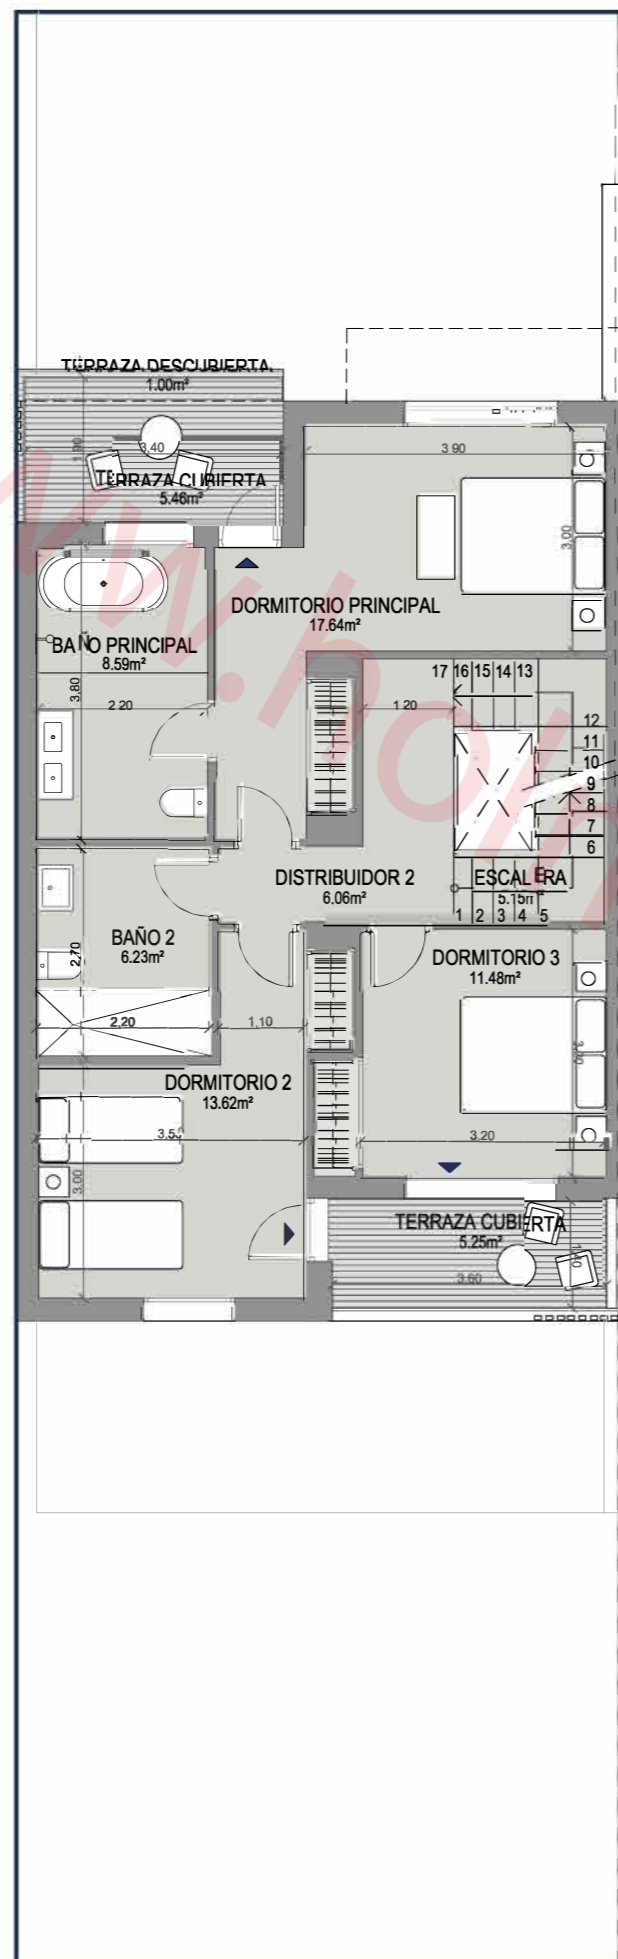 TERRAZA DESCUBIERTA
1.00m²
1.90
3,40
TERRAZA CUBIERTA
5.46m²
3.90
3,00
DORMITORIO PRINCIPAL
17.64m²
BAÑO PRINCIPAL
8.59m²
3.80
2.20
1.20
17 16 15 14 13
12
11
10
9
8
7
6
DISTRIBUIDOR 2
6.06m²
ESCALERA
5.15m²
1 2 3 4 5
BAÑO 2
6.23m²
2,70
2,20
1,10
DORMITORIO 3
11.48m²
DORMITORIO 2
13.62m²
3.20
3.00
TERRAZA CUBIERTA
5.25m²
3.60